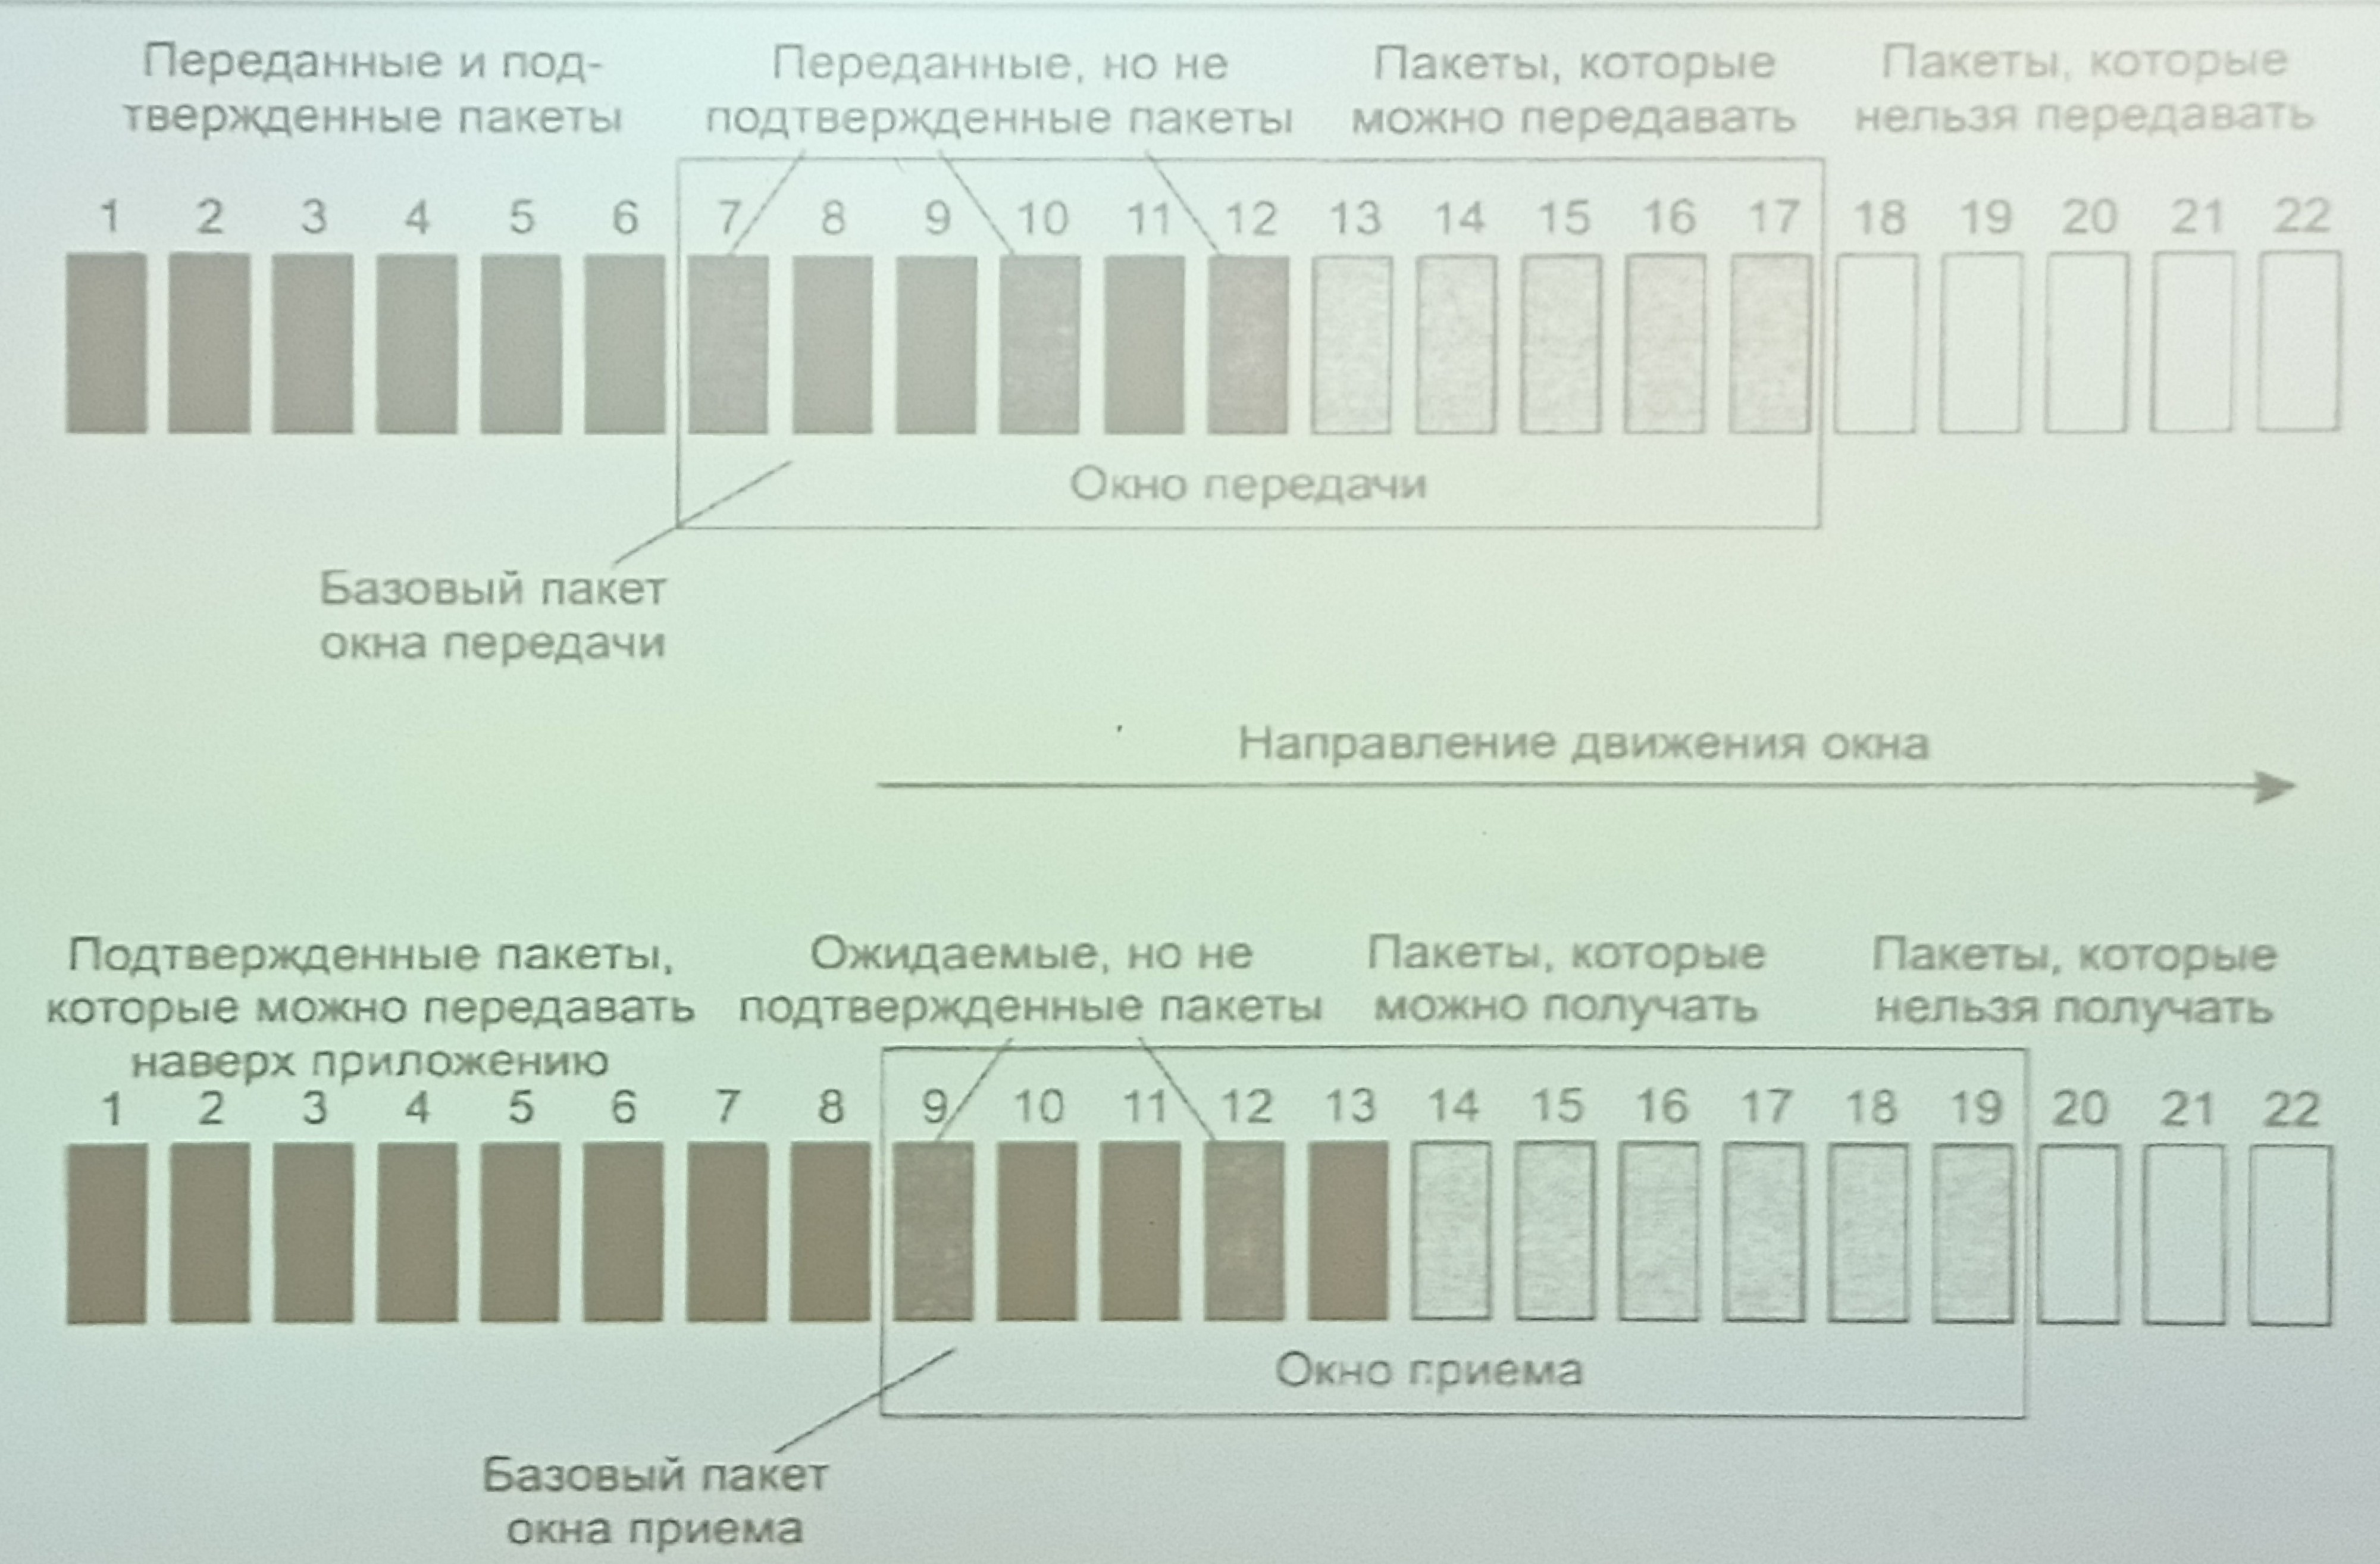 Переданные и под-
твержденные пакеты
Переданные, но не
подтвержденные пакеты
Пакеты, которые
можно передавать
Пакеты, которые
нельзя передавать
1 2 3 4 5 6 7 8 9 10 11 12 13 14 15 16 17 18 19 20 21 22
Окно передачи
Базовый пакет
окна передачи
Направление движения окна
Подтвержденные пакеты,
которые можно передавать
наверх приложению
Ожидаемые, но не
подтвержденные пакеты
Пакеты, которые
можно получать
Пакеты, которые
нельзя получать
1 2 3 4 5 6 7 8 9 10 11 12 13 14 15 16 17 18 19 20 21 22
Окно приема
Базовый пакет
окна приема